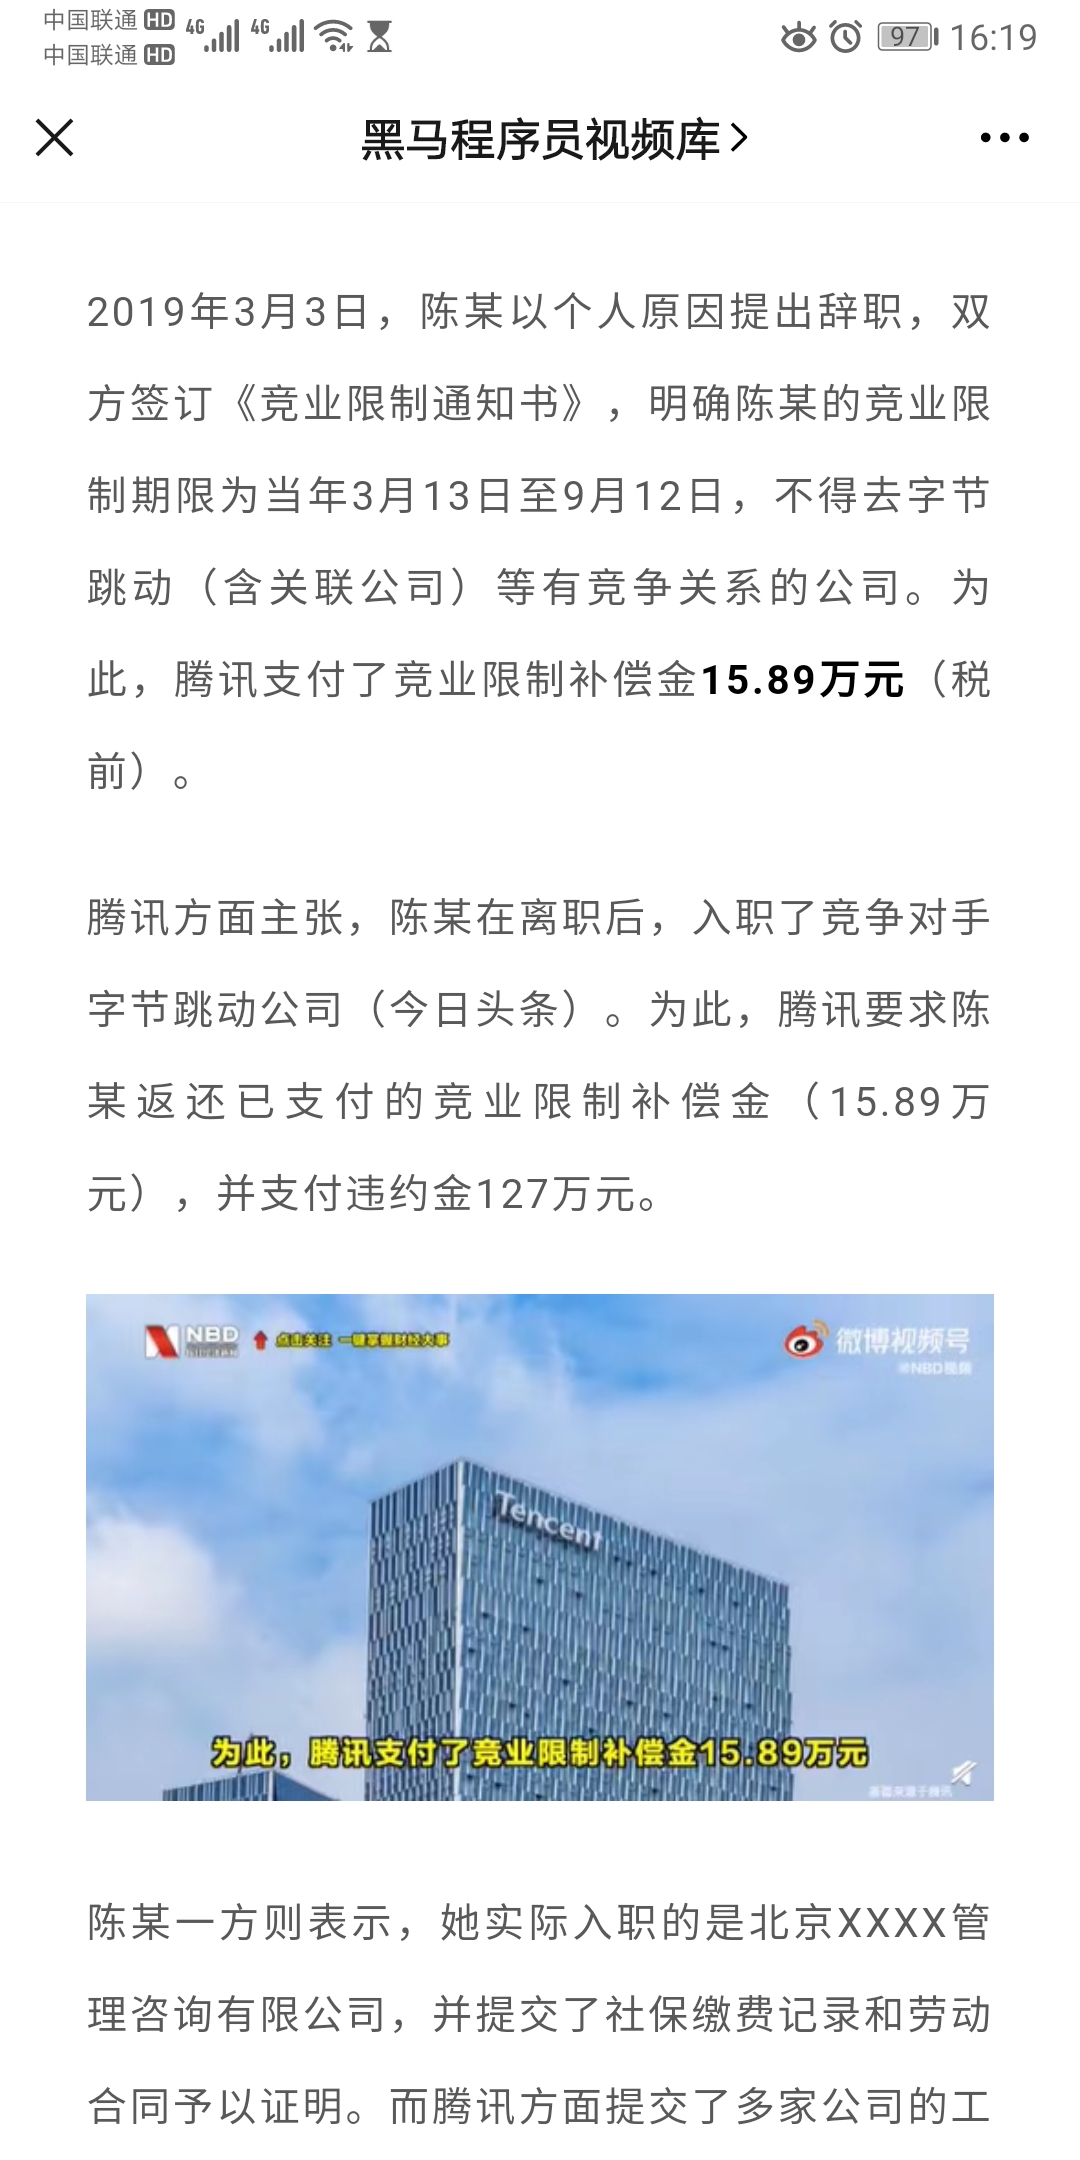 中国联通 HD 4G 4G 97 16:19
中国联通 HD
黑马程序员视频库
2019年3月3日，陈某以个人原因提出辞职，双
方签订《竞业限制通知书》，明确陈某的竞业限
制期限为当年3月13日至9月12日，不得去字节
跳动（含关联公司）等有竞争关系的公司。为
此，腾讯支付了竞业限制补偿金15.89万元（税
前）。
腾讯方面主张，陈某在离职后，入职了竞争对手
字节跳动公司（今日头条）。为此，腾讯要求陈
某返还已支付的竞业限制补偿金（15.89万
元），并支付违约金127万元。
NBD 点击关注 一键掌握财经大事
微博视频号
@NBD视频
Tencent
为此，腾讯支付了竞业限制补偿金15.89万元
陈某一方则表示，她实际入职的是北京XXXX管
理咨询有限公司，并提交了社保缴费记录和劳动
合同予以证明。而腾讯方面提交了多家公司的工